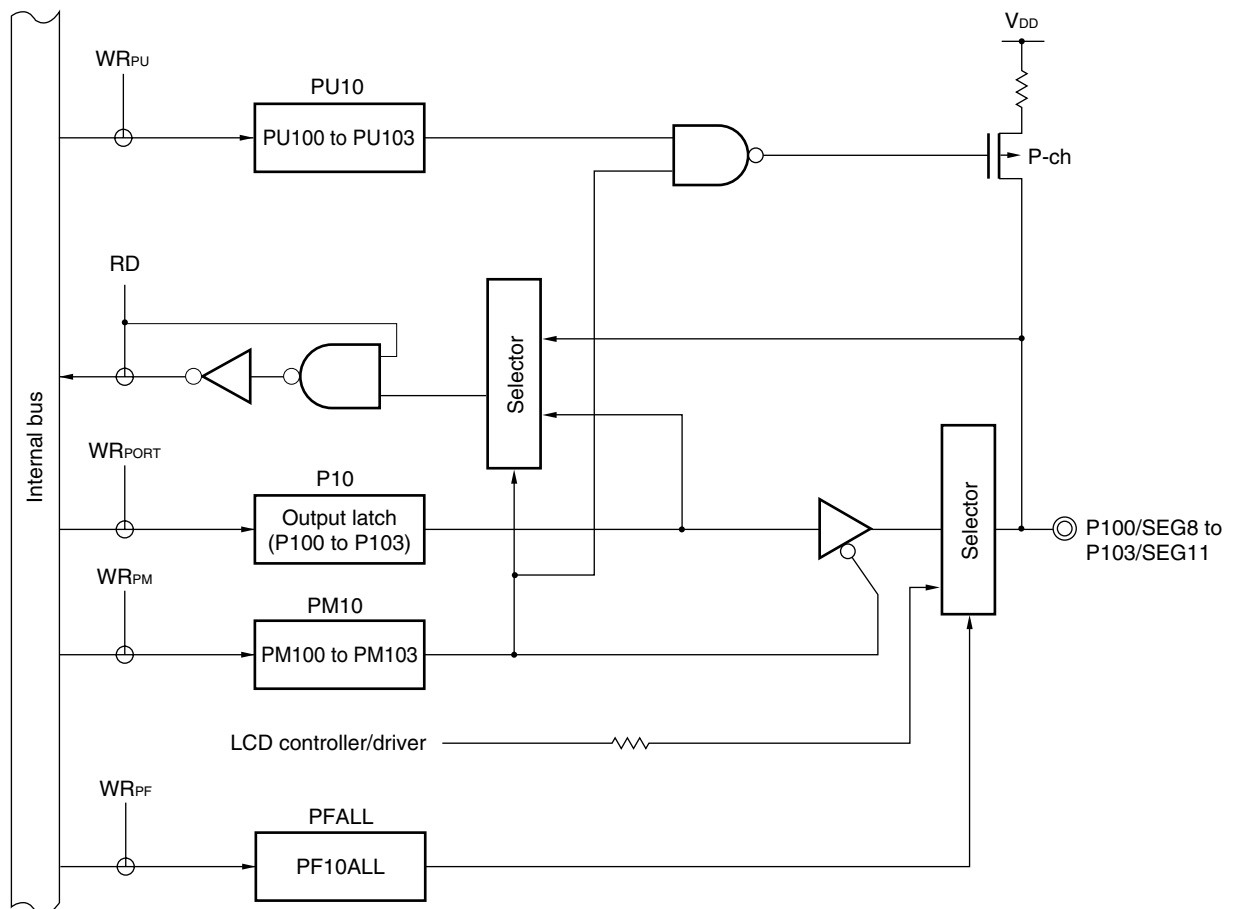 VDD
WRPU
PU10
PU100 to PU103
P-ch
RD
Selector
Internal bus
WRPORT
P10
Output latch
(P100 to P103)
Selector
P100/SEG8 to
P103/SEG11
WRPM
PM10
PM100 to PM103
LCD controller/driver
WRPF
PFALL
PF10ALL